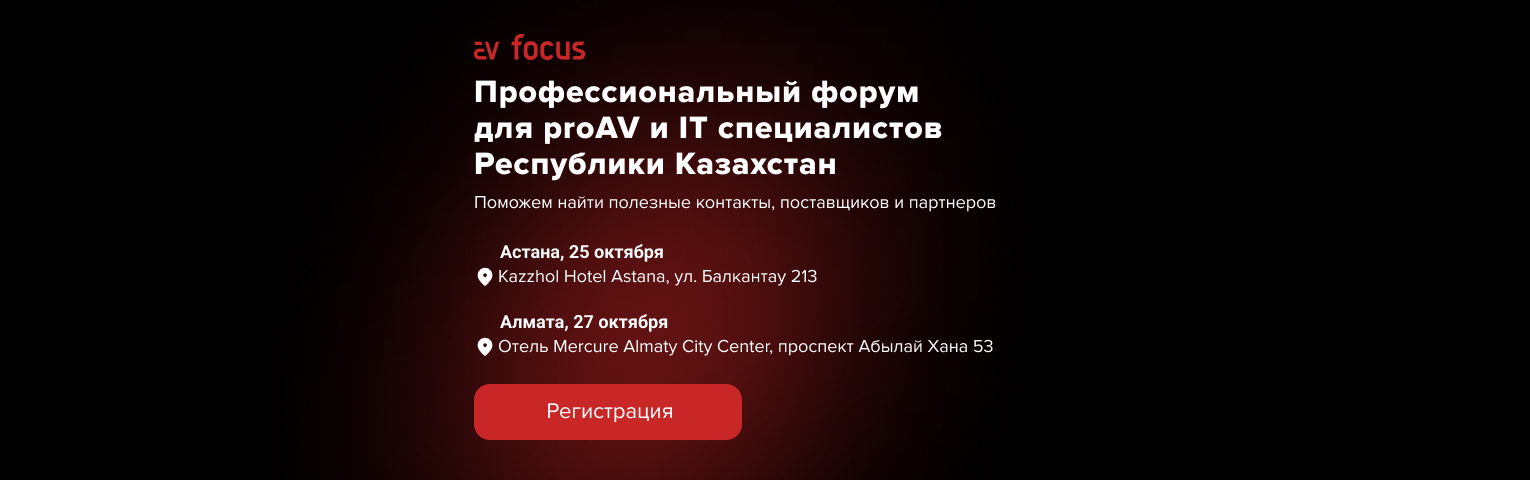 av focus
Профессиональный форум
для proAV и IT специалистов
Республики Казахстан
Поможем найти полезные контакты, поставщиков и партнеров
Астана, 25 октября
Kazzhol Hotel Astana, ул. Балкантау 213
Алмата, 27 октября
Отель Mercure Almaty City Center, проспект Абылай Хана 53
Регистрация